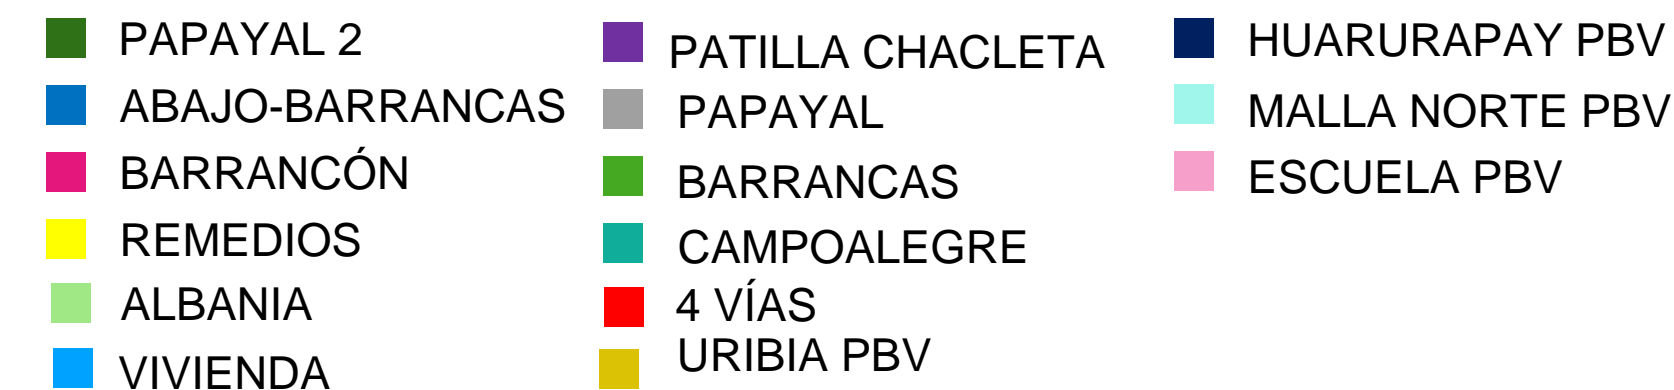 PAPAYAL 2
ABAJO-BARRANCAS
BARRANCÓN
REMEDIOS
ALBANIA
VIVIENDA
PATILLA CHACLETA
PAPAYAL
BARRANCAS
CAMPOALEGRE
4 VÍAS
URIBIA PBV
HUARURAPAY PBV
MALLA NORTE PBV
ESCUELA PBV